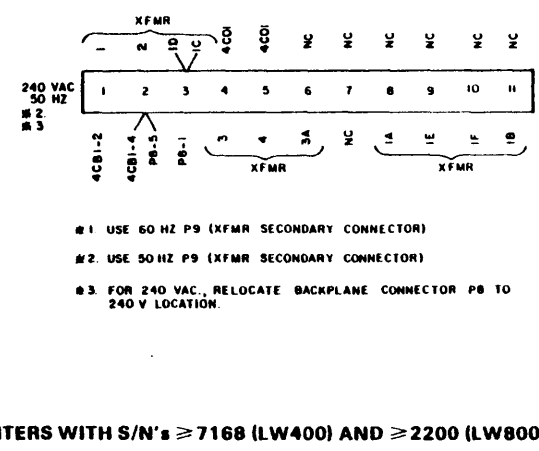 XFMR
1 2 1D 1C 4CO1 4CO1 NC NC NC NC NC NC
240 VAC 1 2 3 4 5 6 7 8 9 10 11
50 HZ
※ 2.
※ 3
4CB1-2 4CB1-4 P8-5 P8-1 3 4 3A NC 1A 1E 1F 1B
XFMR XFMR
※ 1 USE 60 HZ P9 (XFMR SECONDARY CONNECTOR)
※ 2. USE 50 HZ P9 (XFMR SECONDARY CONNECTOR)
※ 3. FOR 240 VAC., RELOCATE BACKPLANE CONNECTOR P8 TO
240 V LOCATION.
ITERS WITH S/N's ≥ 7168 (LW400) AND ≥ 2200 (LW800